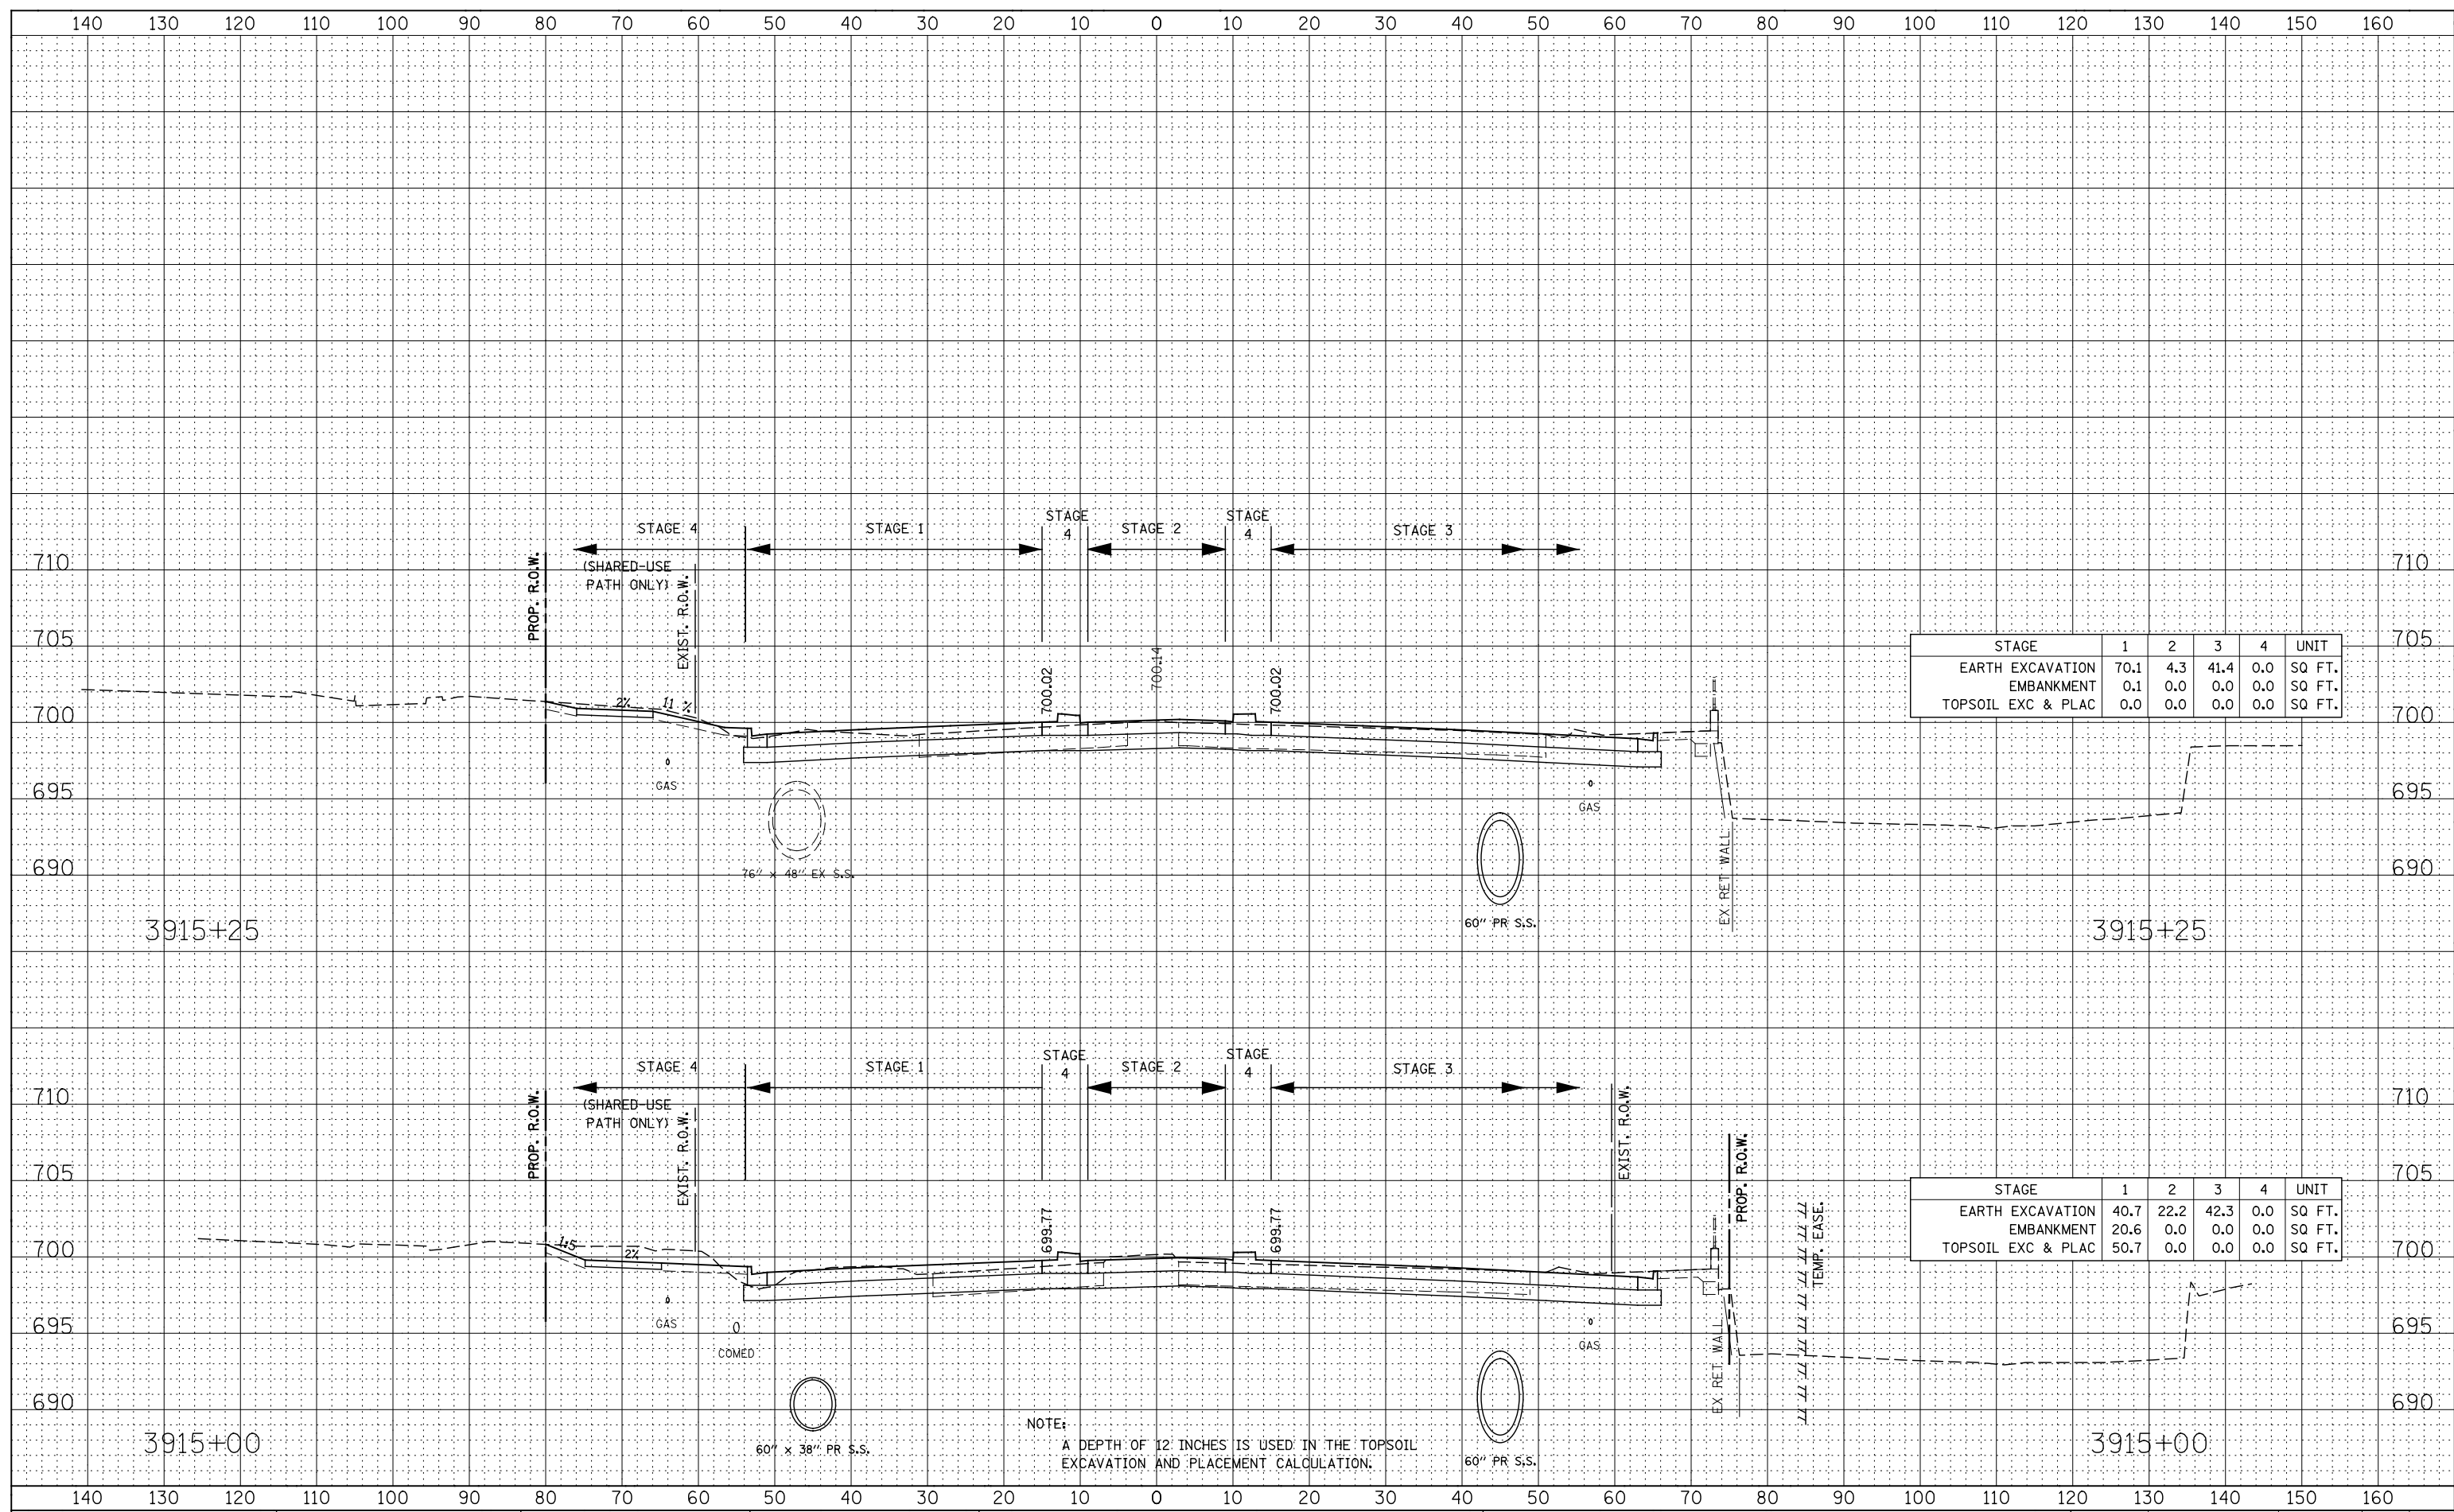 140 130 120 110 100 90 80 70 60 50 40 30 20 10 0 10 20 30 40 50 60 70 80 90 100 110 120 130 140 150 160
STAGE 4
STAGE 1
STAGE
4
STAGE 2
STAGE
4
STAGE 3
(SHARED-USE
PATH ONLY)
PROP. R.O.W.
EXIST. R.O.W.
710 710
705 705
700 700
695 695
690 690
700.02
700.14
700.02
2%
11 %
STAGE 1 2 3 4 UNIT
EARTH EXCAVATION 70.1 4.3 41.4 0.0 SQ FT.
EMBANKMENT 0.1 0.0 0.0 0.0 SQ FT.
TOPSOIL EXC & PLAC 0.0 0.0 0.0 0.0 SQ FT.
GAS
GAS
76" x 48" EX S.S.
60" PR S.S.
EX RET WALL
3915+25 3915+25
STAGE 4
STAGE 1
STAGE
4
STAGE 2
STAGE
4
STAGE 3
(SHARED-USE
PATH ONLY)
PROP. R.O.W.
EXIST. R.O.W.
EXIST. R.O.W.
PROP. R.O.W.
TEMP. EASE.
710 710
705 705
700 700
695 695
690 690
699.77
699.77
1:5
2%
STAGE 1 2 3 4 UNIT
EARTH EXCAVATION 40.7 22.2 42.3 0.0 SQ FT.
EMBANKMENT 20.6 0.0 0.0 0.0 SQ FT.
TOPSOIL EXC & PLAC 50.7 0.0 0.0 0.0 SQ FT.
GAS
COMED
GAS
EX RET WALL
60" x 38" PR S.S.
60" PR S.S.
NOTE:
A DEPTH OF 12 INCHES IS USED IN THE TOPSOIL
EXCAVATION AND PLACEMENT CALCULATION.
3915+00 3915+00
140 130 120 110 100 90 80 70 60 50 40 30 20 10 0 10 20 30 40 50 60 70 80 90 100 110 120 130 140 150 160